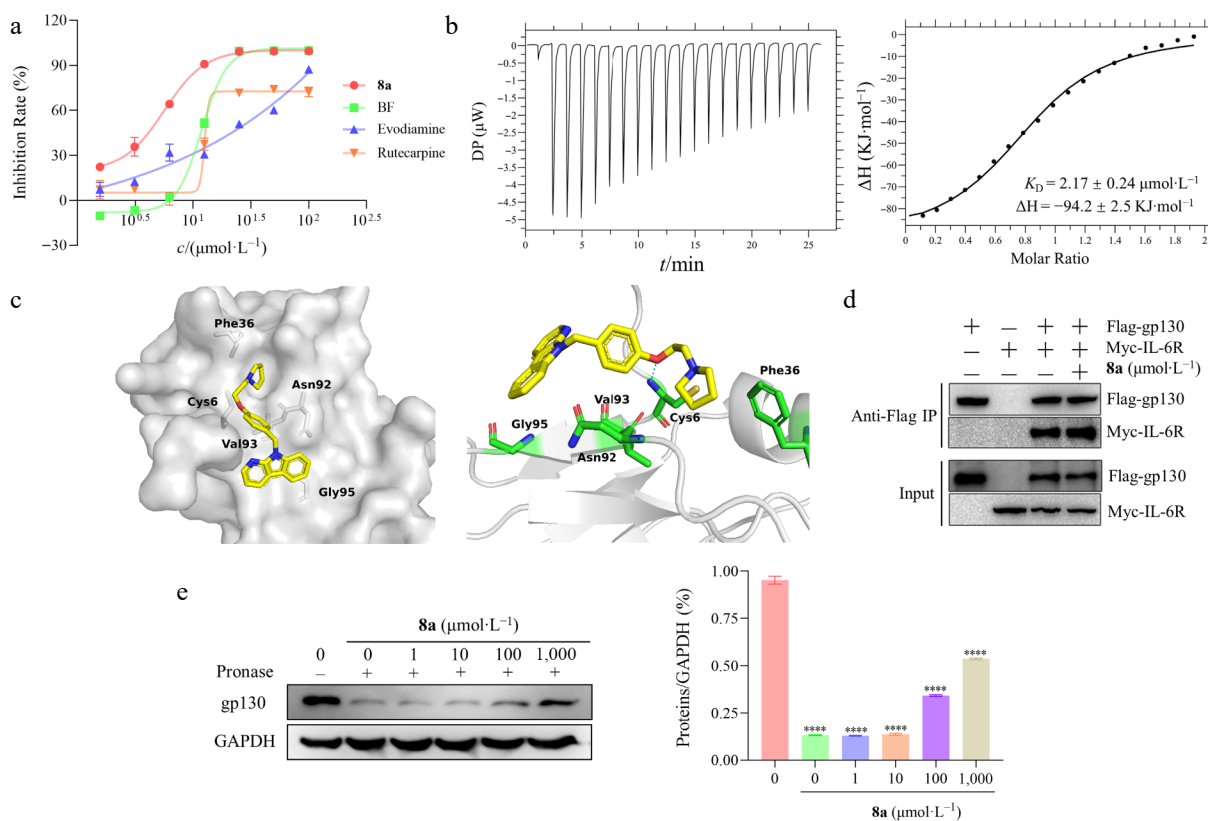 a
120
90
60
30
0
−30
Inhibition Rate (%)
10^0.5
10^1
10^1.5
10^2
10^2.5
c/(μmol·L−1)
8a
BF
Evodiamine
Rutecarpine
b
0
−0.5
−1
−1.5
−2
−2.5
−3
−3.5
−4
−4.5
−5
DP (μW)
0 5 10 15 20 25
t/min
0
−10
−20
−30
−40
−50
−60
−70
−80
ΔH (KJ·mol−1)
KD = 2.17 ± 0.24 μmol·L−1
ΔH = −94.2 ± 2.5 KJ·mol−1
0 0.2 0.4 0.6 0.8 1 1.2 1.4 1.6 1.8 2
Molar Ratio
c
Phe36
Asn92
Cys6
Val93
Gly95
Phe36
Val93
Cys6
Gly95
Asn92
d
+ — + + Flag-gp130
— + + + Myc-IL-6R
— — — + 8a (μmol·L−1)
Anti-Flag IP
Flag-gp130
Myc-IL-6R
Input
Flag-gp130
Myc-IL-6R
e
8a (μmol·L−1)
0 0 1 10 100 1,000
Pronase − + + + + +
gp130
GAPDH
1.00
0.75
0.50
0.25
0
Proteins/GAPDH (%)
**** **** **** **** ****
0 0 1 10 100 1,000
8a (μmol·L−1)